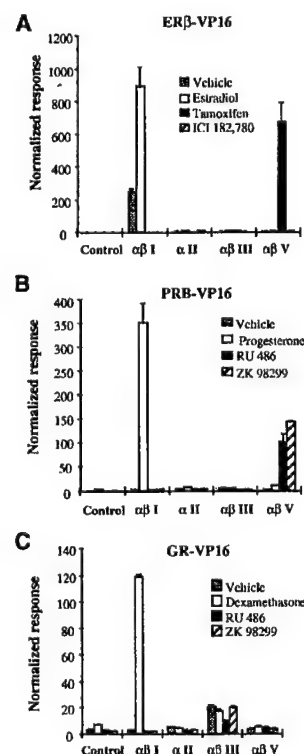 A
ERβ-VP16
Normalized response
1000
800
600
400
200
0
Vehicle
Estradiol
Tamoxifen
ICI 182,780
Control αβ I α II αβ III αβ V
B
PRB-VP16
Normalized response
400
350
300
250
200
150
100
50
0
Vehicle
Progesterone
RU 486
ZK 98299
Control αβ I α II αβ III αβ V
C
GR-VP16
Normalized response
140
120
100
80
60
40
20
0
Vehicle
Dexamethasone
RU 486
ZK 98299
Control αβ I α II αβ III αβ V